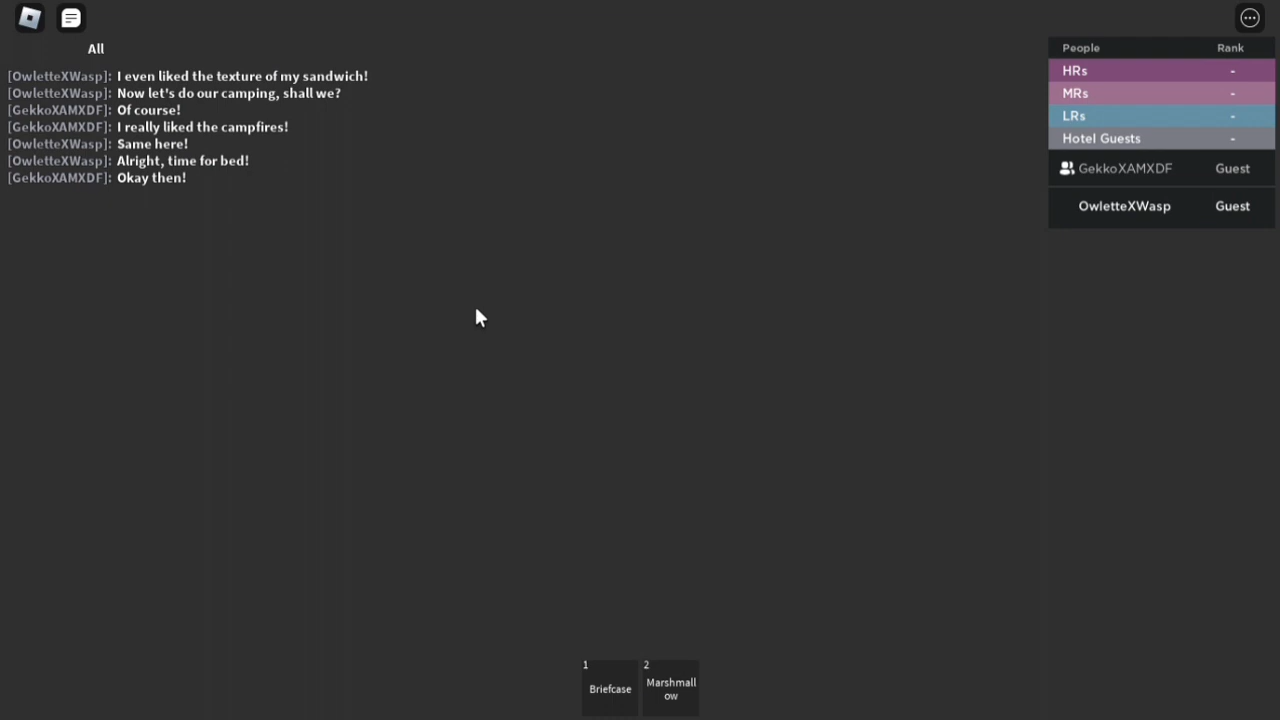 All
[OwletteXWasp]: I even liked the texture of my sandwich!
[OwletteXWasp]: Now let's do our camping, shall we?
[GekkoXAMXDF]: Of course!
[GekkoXAMXDF]: I really liked the campfires!
[OwletteXWasp]: Same here!
[OwletteXWasp]: Alright, time for bed!
[GekkoXAMXDF]: Okay then!
People Rank
HRs -
MRs -
LRs -
Hotel Guests -
GekkoXAMXDF Guest
OwletteXWasp Guest
1
Briefcase
2
Marshmall
ow